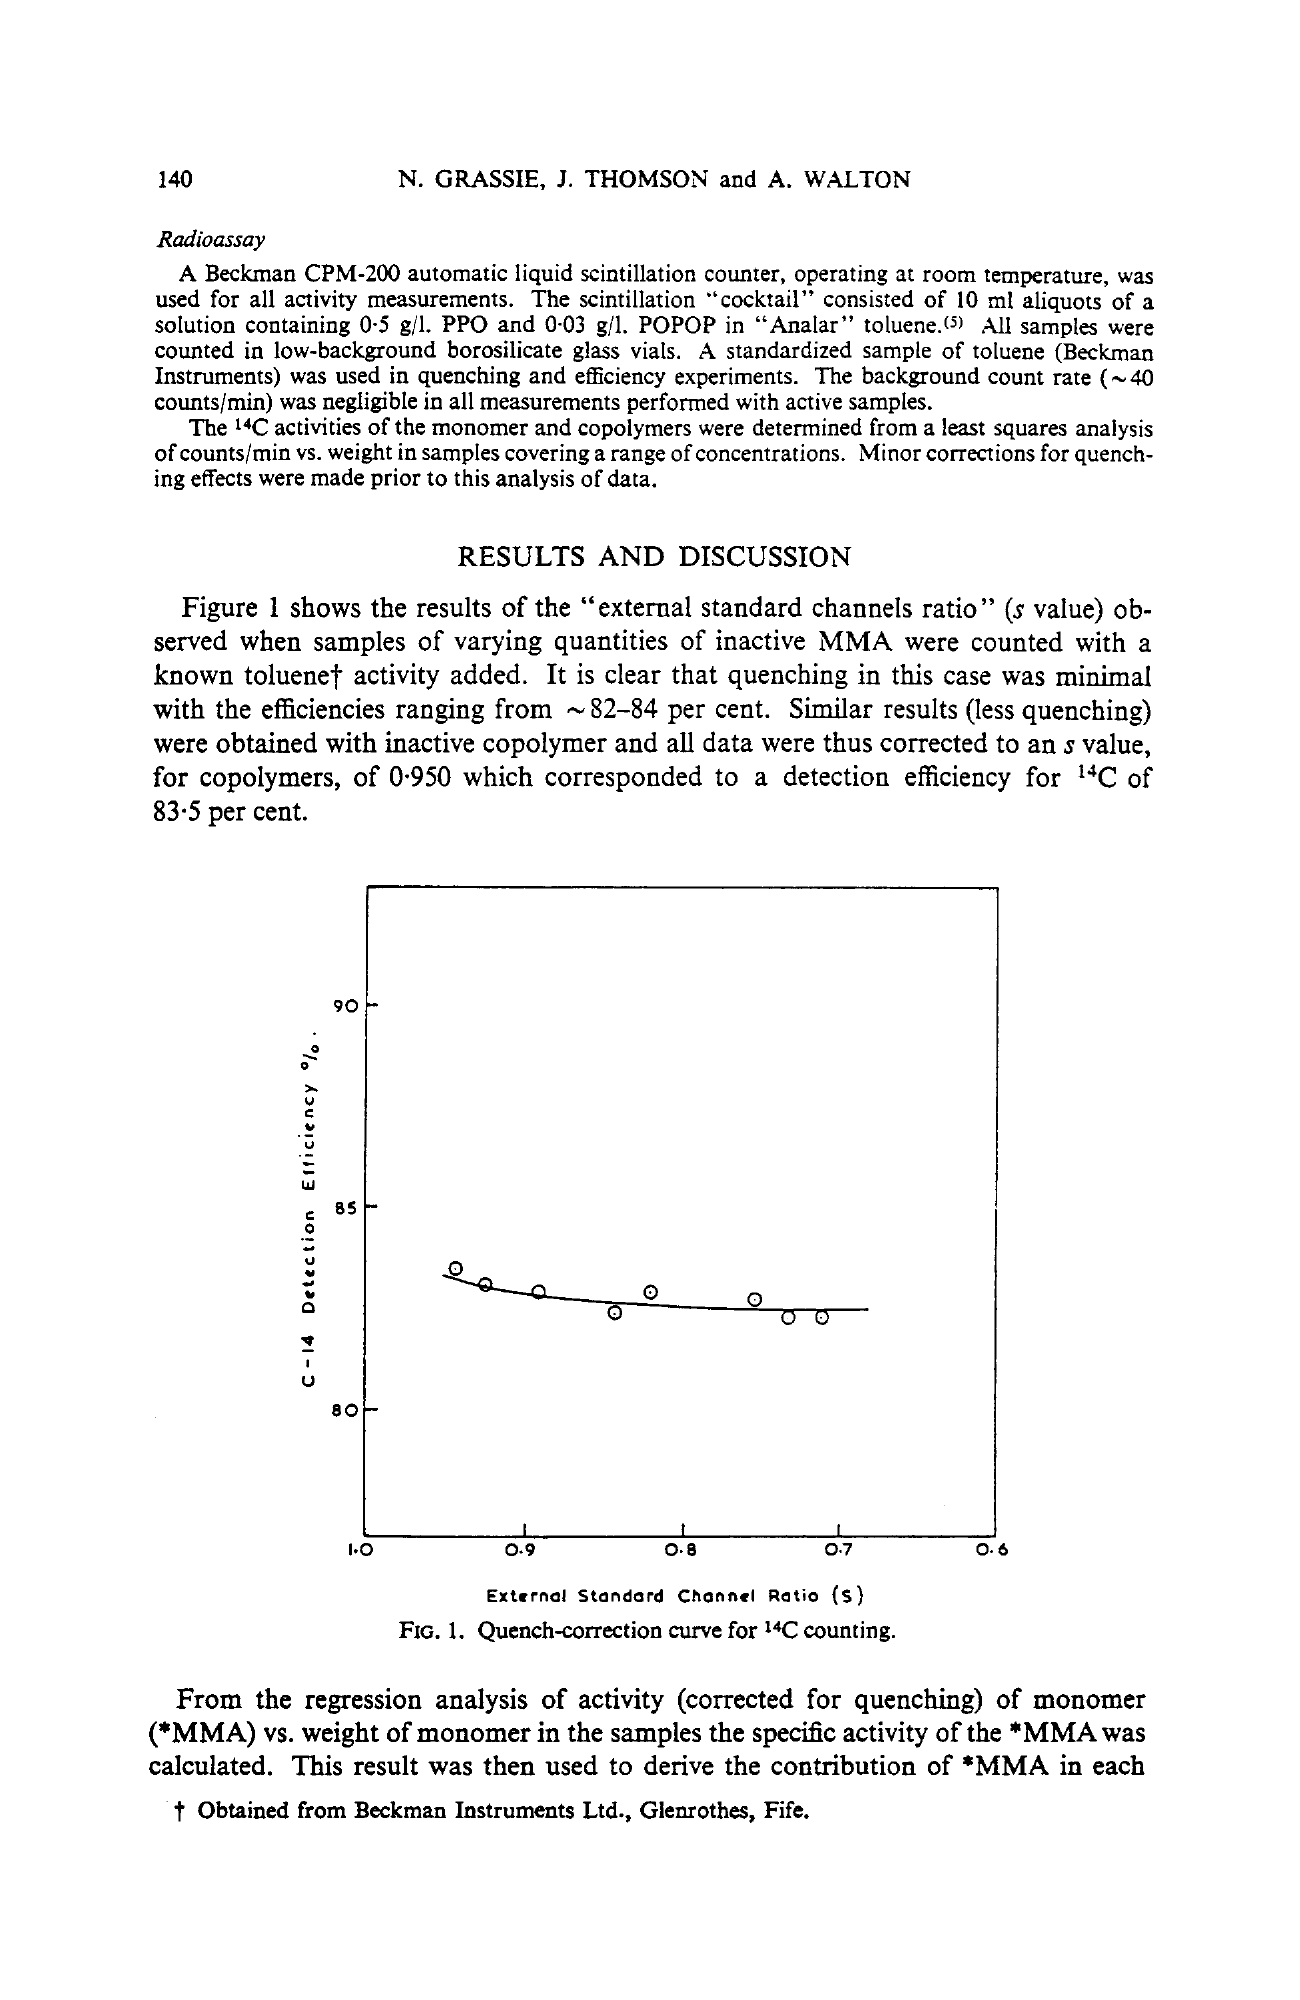 140 N. GRASSIE, J. THOMSON and A. WALTON
Radioassay
A Beckman CPM-200 automatic liquid scintillation counter, operating at room temperature, was
used for all activity measurements. The scintillation "cocktail" consisted of 10 ml aliquots of a
solution containing 0·5 g/l. PPO and 0·03 g/l. POPOP in "Analar" toluene.(5) All samples were
counted in low-background borosilicate glass vials. A standardized sample of toluene (Beckman
Instruments) was used in quenching and efficiency experiments. The background count rate (~40
counts/min) was negligible in all measurements performed with active samples.
The 14C activities of the monomer and copolymers were determined from a least squares analysis
of counts/min vs. weight in samples covering a range of concentrations. Minor corrections for quench-
ing effects were made prior to this analysis of data.
RESULTS AND DISCUSSION
Figure 1 shows the results of the "external standard channels ratio" (s value) ob-
served when samples of varying quantities of inactive MMA were counted with a
known toluene† activity added. It is clear that quenching in this case was minimal
with the efficiencies ranging from ~82–84 per cent. Similar results (less quenching)
were obtained with inactive copolymer and all data were thus corrected to an s value,
for copolymers, of 0·950 which corresponded to a detection efficiency for 14C of
83·5 per cent.
90
85
80
C-14 Detection Efficiency %.
1·0 0·9 0·8 0·7 0·6
External Standard Channel Ratio (S)
FIG. 1. Quench-correction curve for 14C counting.
From the regression analysis of activity (corrected for quenching) of monomer
(*MMA) vs. weight of monomer in the samples the specific activity of the *MMA was
calculated. This result was then used to derive the contribution of *MMA in each
† Obtained from Beckman Instruments Ltd., Glenrothes, Fife.